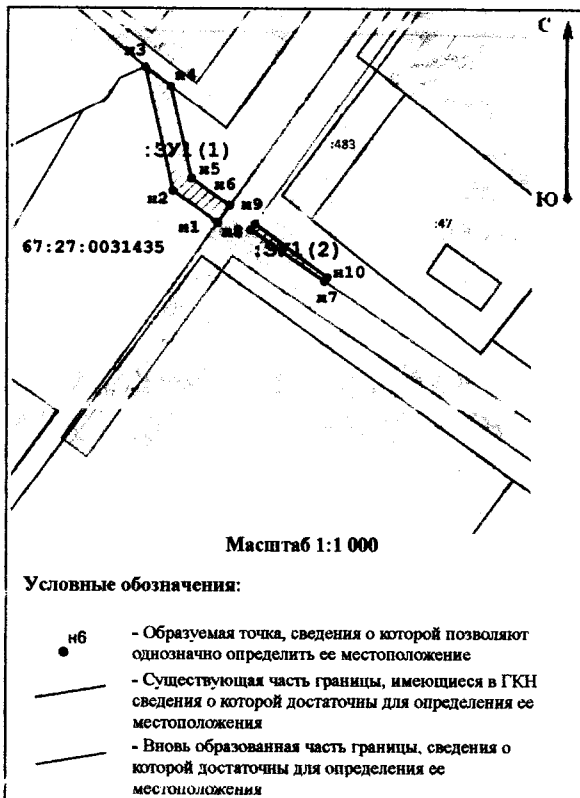 С
н3
н4
:483
:ЗУ1(1)
н5
н2
н6
Ю
н9
н1
н8
:47
67:27:0031435
:ЗУ1(2)
н10
н7
Масштаб 1:1 000
Условные обозначения:
н6
- Образуемая точка, сведения о которой позволяют
однозначно определить ее местоположение
- Существующая часть границы, имеющиеся в ГКН
сведения о которой достаточны для определения ее
местоположения
- Вновь образованная часть границы, сведения о
которой достаточны для определения ее
местоположения